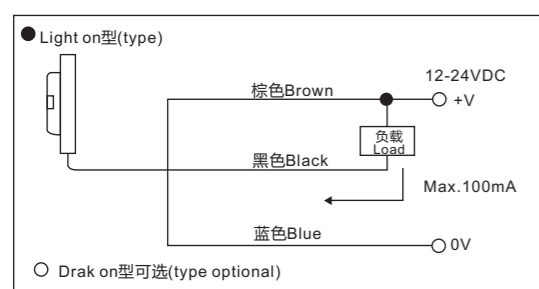 Light on型(type)
12-24VDC
棕色Brown
+V
负载
Load
黑色Black
Max.100mA
蓝色Blue
0V
Drak on型可选(type optional)